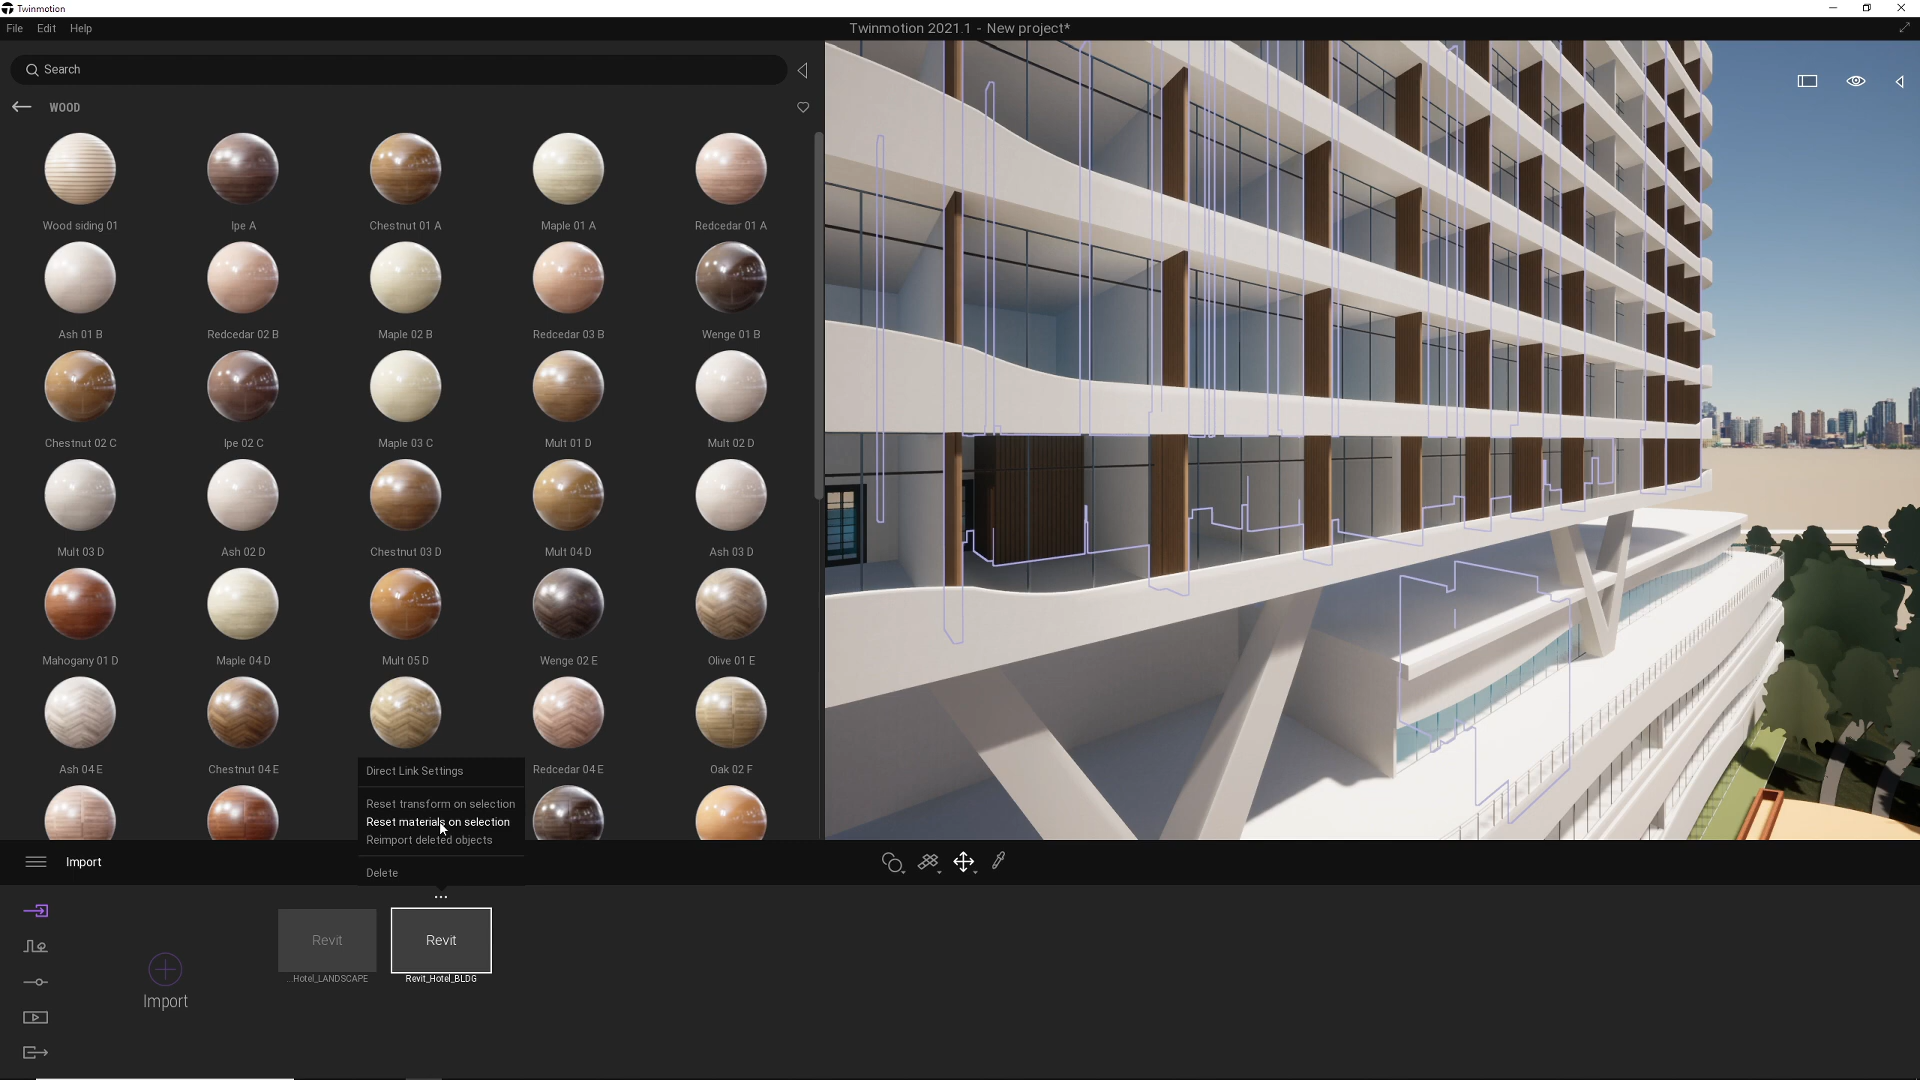 Twinmotion
File Edit Help
Twinmotion 2021.1 - New project*
Search
WOOD
Wood siding 01
Ipe A
Chestnut 01 A
Maple 01 A
Redcedar 01 A
Ash 01 B
Redcedar 02 B
Maple 02 B
Redcedar 03 B
Wenge 01 B
Chestnut 02 C
Ipe 02 C
Maple 03 C
Mult 01 D
Mult 02 D
Mult 03 D
Ash 02 D
Chestnut 03 D
Mult 04 D
Ash 03 D
Mahogany 01 D
Maple 04 D
Mult 05 D
Wenge 02 E
Olive 01 E
Ash 04 E
Chestnut 04 E
Redcedar 04 E
Oak 02 F
Direct Link Settings
Reset transform on selection
Reset materials on selection
Reimport deleted objects
Delete
Import
Import
Revit
...Hotel_LANDSCAPE
Revit
Revit_Hotel_BLDG